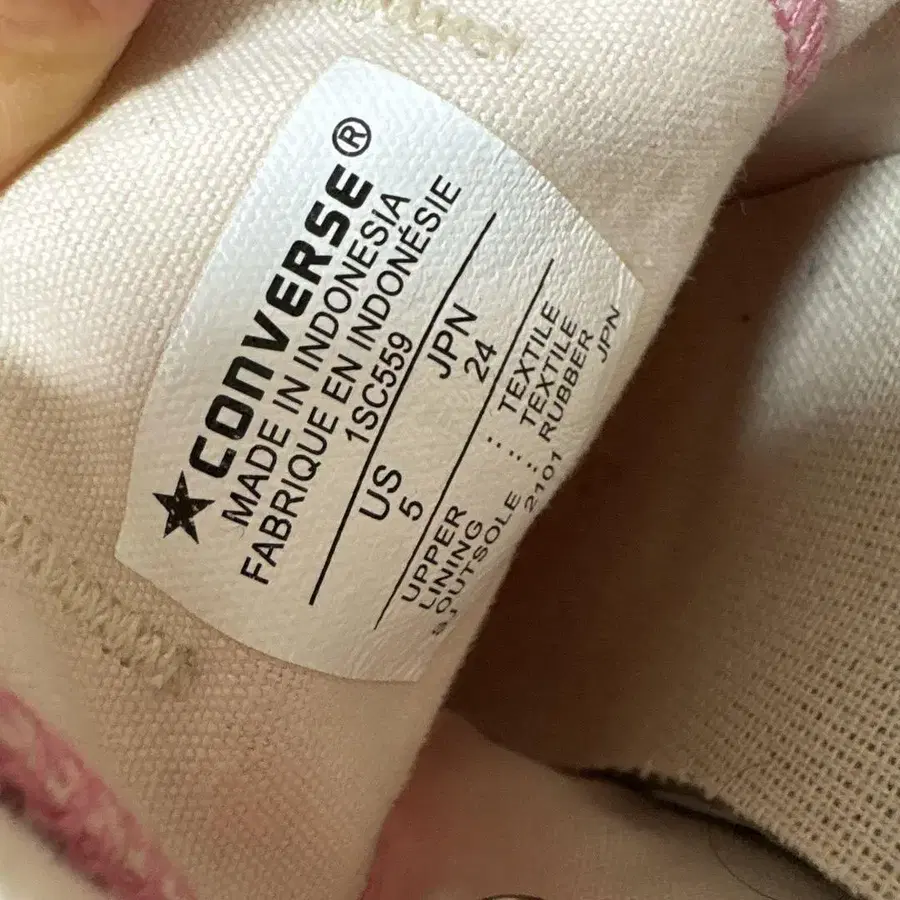 ★CONVERSE®
MADE IN INDONESIA
FABRIQUE EN INDONÉSIE
1SC559
US JPN
5 24
UPPER : TEXTILE
LINING : TEXTILE
OUTSOLE : RUBBER
SJ 2101 JPN